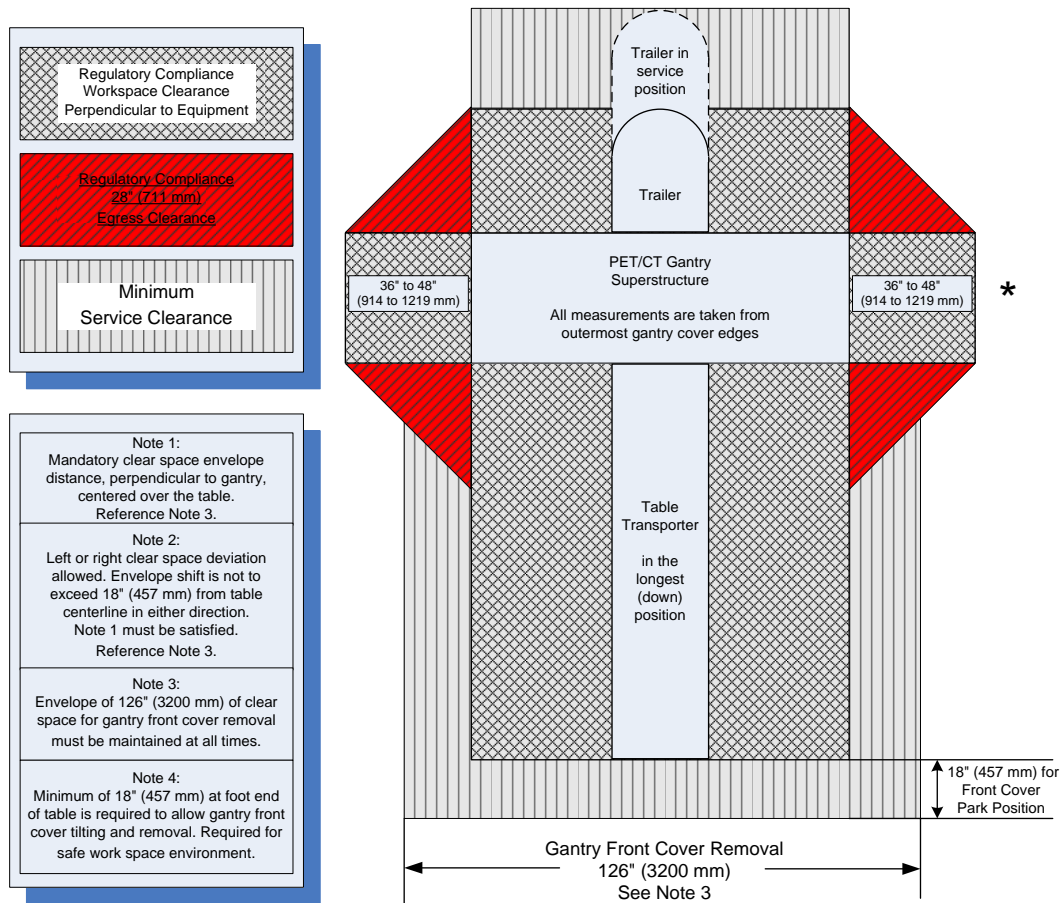 Regulatory Compliance
Workspace Clearance
Perpendicular to Equipment
Regulatory Compliance
28" (711 mm)
Egress Clearance
Minimum
Service Clearance
Note 1:
Mandatory clear space envelope
distance, perpendicular to gantry,
centered over the table.
Reference Note 3.
Note 2:
Left or right clear space deviation
allowed. Envelope shift is not to
exceed 18" (457 mm) from table
centerline in either direction.
Note 1 must be satisfied.
Reference Note 3.
Note 3:
Envelope of 126" (3200 mm) of clear
space for gantry front cover removal
must be maintained at all times.
Note 4:
Minimum of 18" (457 mm) at foot end
of table is required to allow gantry front
cover tilting and removal. Required for
safe work space environment.
Trailer in
service
position
Trailer
36" to 48"
(914 to 1219 mm)
PET/CT Gantry
Superstructure
All measurements are taken from
outermost gantry cover edges
36" to 48"
(914 to 1219 mm)
*
Table
Transporter
in the
longest
(down)
position
18" (457 mm) for
Front Cover
Park Position
Gantry Front Cover Removal
126" (3200 mm)
See Note 3